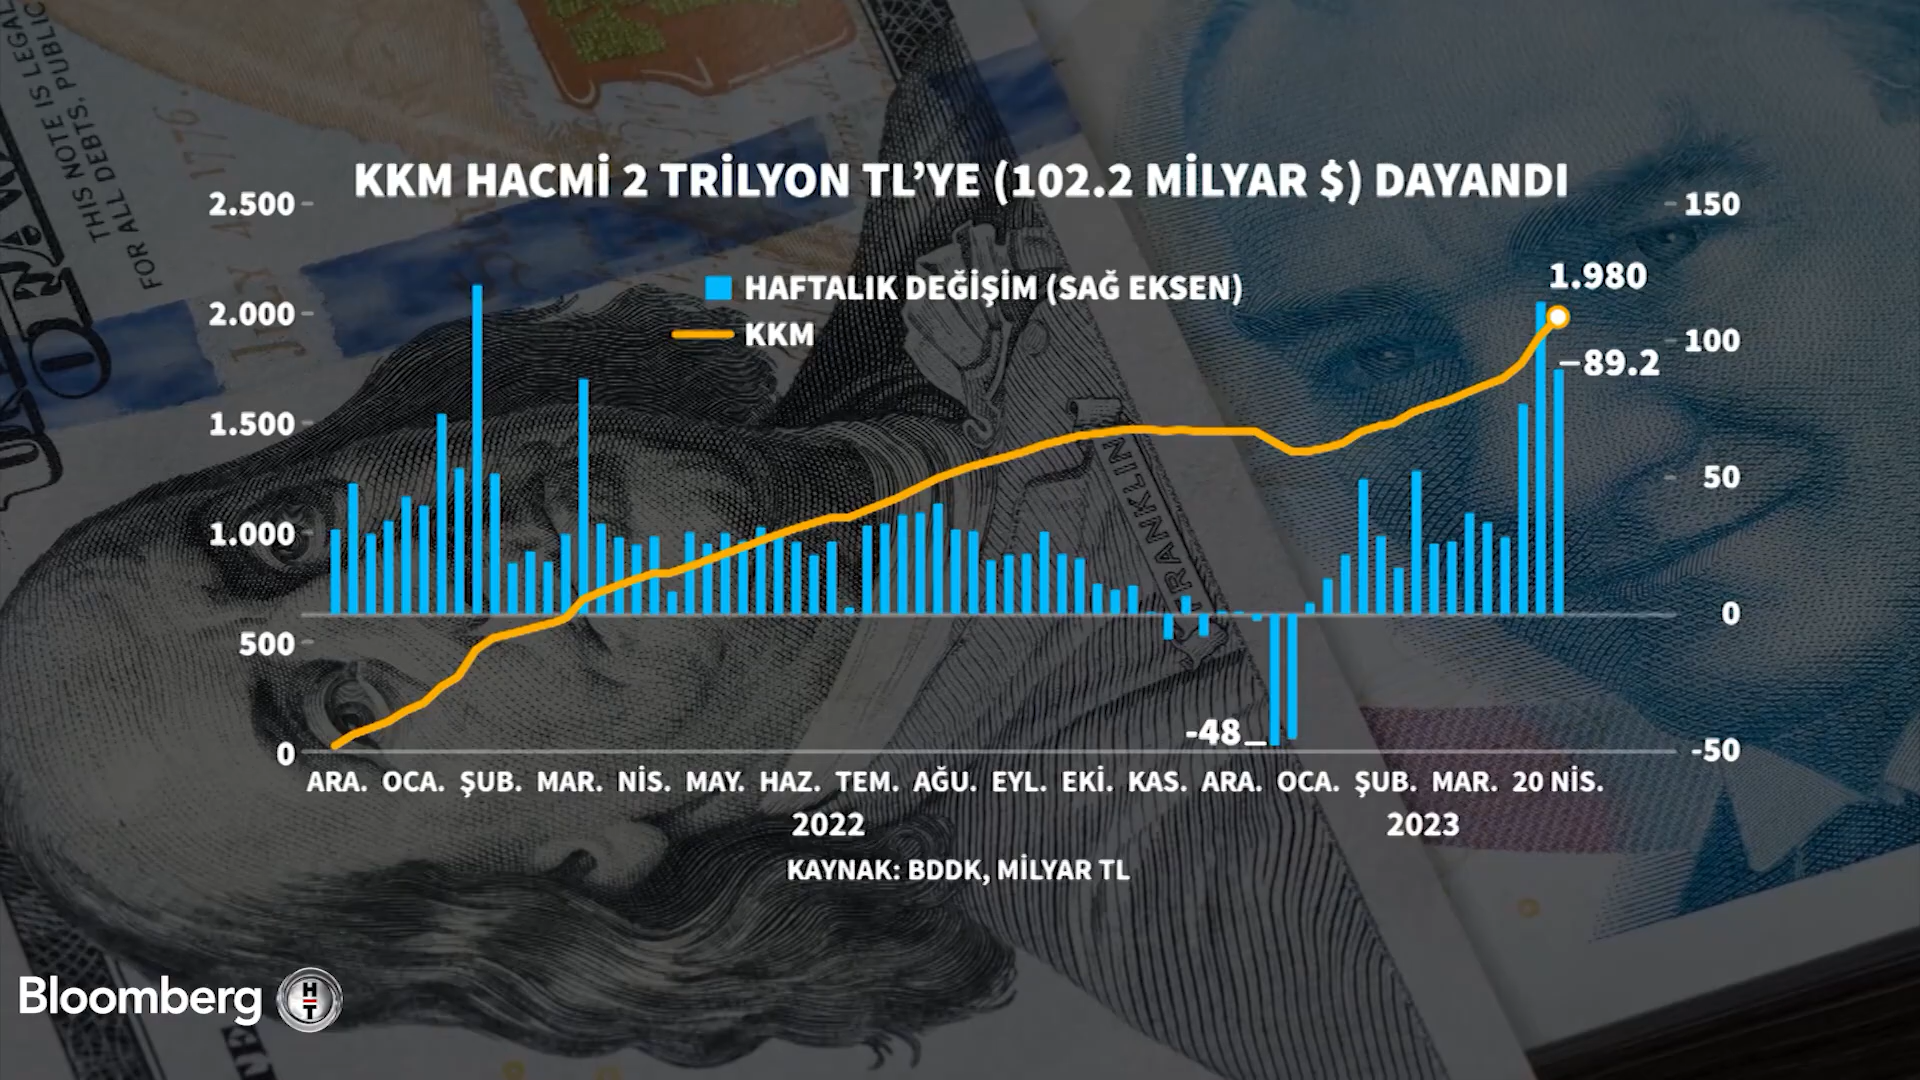 THIS NOTE IS LEGAL
FOR ALL DEBTS, PUBLIC
KKM HACMİ 2 TRİLYON TL'YE (102.2 MİLYAR $) DAYANDI
2.500
2.000
1.500
1.000
500
0
150
100
50
0
-50
HAFTALIK DEĞİŞİM (SAĞ EKSEN)
KKM
1.980
89.2
-48
FRANKLIN
ARA. OCA. ŞUB. MAR. NİS. MAY. HAZ. TEM. AĞU. EYL. EKİ. KAS. ARA. OCA. ŞUB. MAR. 20 NİS.
2022 2023
KAYNAK: BDDK, MİLYAR TL
Bloomberg HT